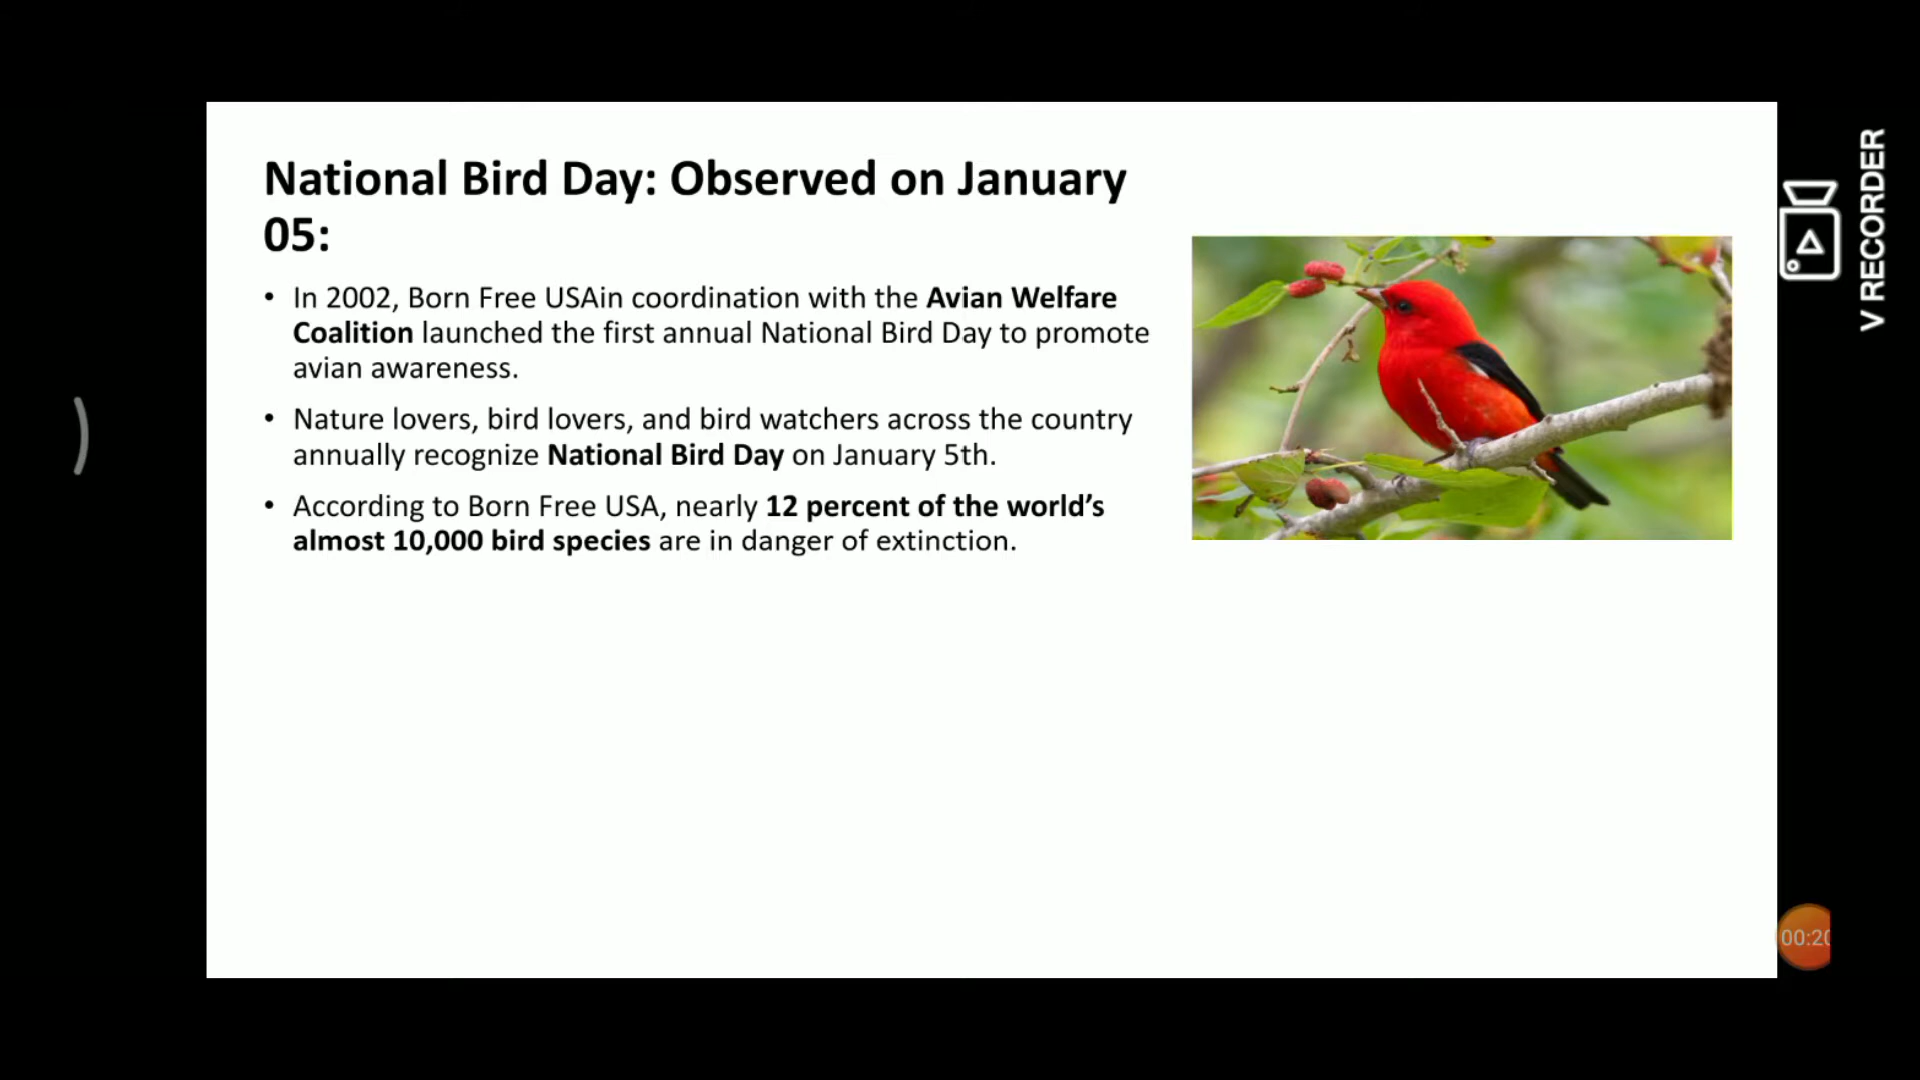 National Bird Day: Observed on January
05:
• In 2002, Born Free USAin coordination with the Avian Welfare
Coalition launched the first annual National Bird Day to promote
avian awareness.
• Nature lovers, bird lovers, and bird watchers across the country
annually recognize National Bird Day on January 5th.
• According to Born Free USA, nearly 12 percent of the world’s
almost 10,000 bird species are in danger of extinction.
V RECORDER
00:20